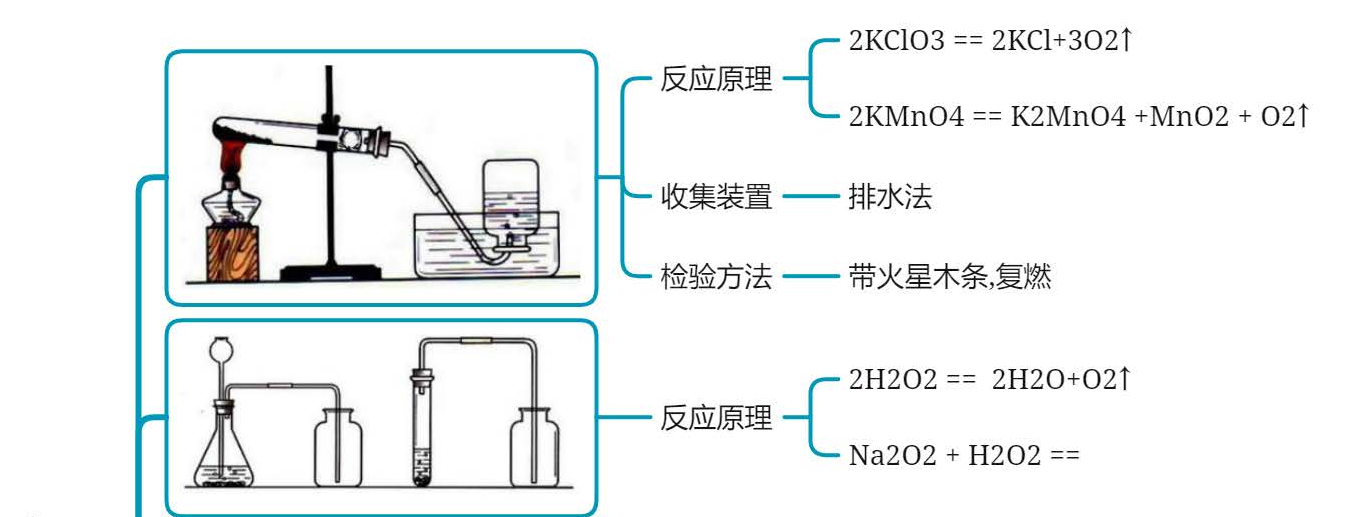 反应原理
2KClO3 == 2KCl+3O2↑
2KMnO4 == K2MnO4 +MnO2 + O2↑
收集装置
排水法
检验方法
带火星木条,复燃
反应原理
2H2O2 ==  2H2O+O2↑
Na2O2 + H2O2 ==